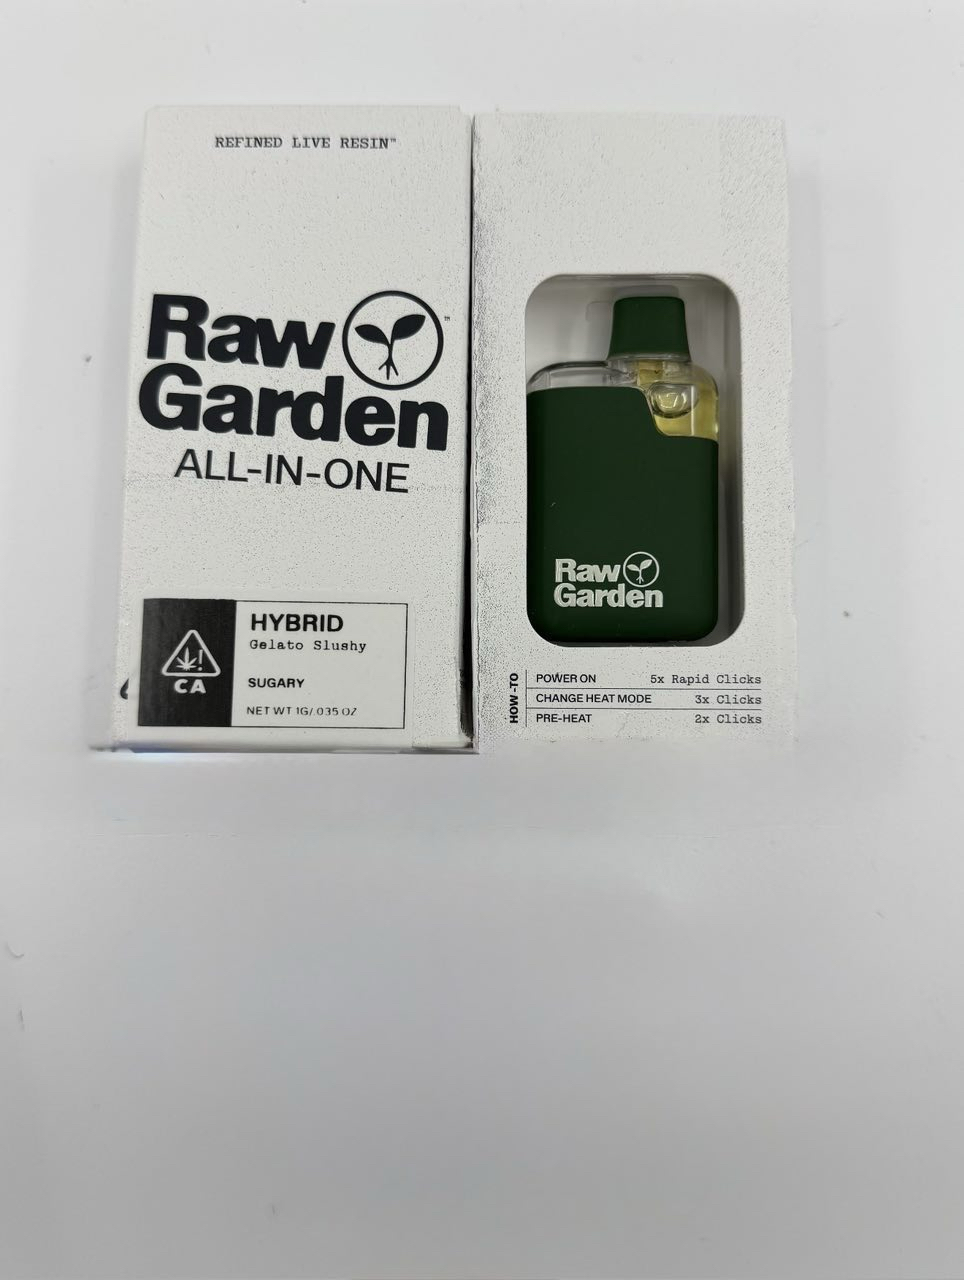 REFINED LIVE RESIN™
Raw
Garden
™
ALL-IN-ONE
CA
HYBRID
Gelato Slushy
SUGARY
NET WT 1G/.035 OZ
Raw
Garden
HOW-TO
POWER ON 5x Rapid Clicks
CHANGE HEAT MODE 3x Clicks
PRE-HEAT 2x Clicks